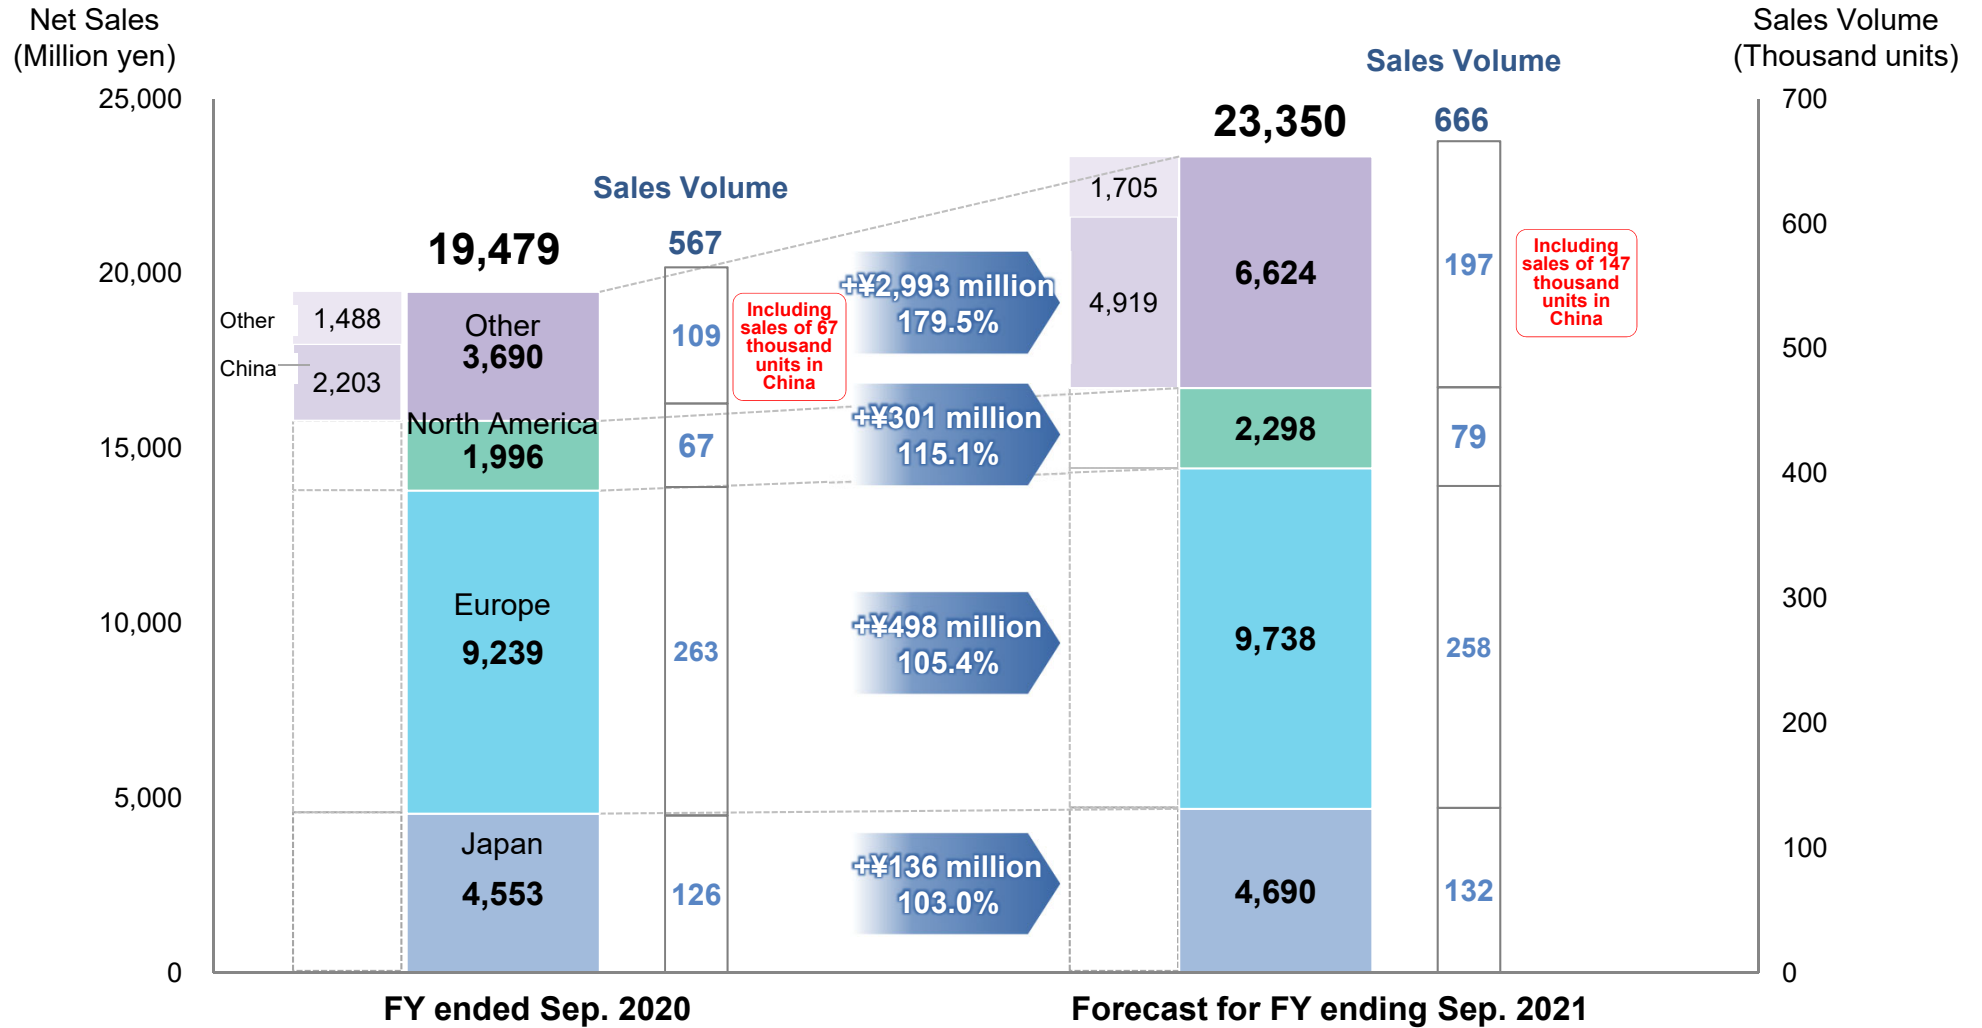 Net Sales
(Million yen)
Sales Volume
(Thousand units)
25,000
20,000
15,000
10,000
5,000
0
Other
China
1,488
2,203
19,479
Other
3,690
North America
1,996
Europe
9,239
Japan
4,553
Sales Volume
567
109
67
263
126
Including
sales of 67
thousand
units in
China
+¥2,993 million
179.5%
+¥301 million
115.1%
+¥498 million
105.4%
+¥136 million
103.0%
1,705
4,919
23,350
6,624
2,298
9,738
4,690
Sales Volume
666
197
79
258
132
Including
sales of 147
thousand
units in
China
700
600
500
400
300
200
100
0
FY ended Sep. 2020
Forecast for FY ending Sep. 2021